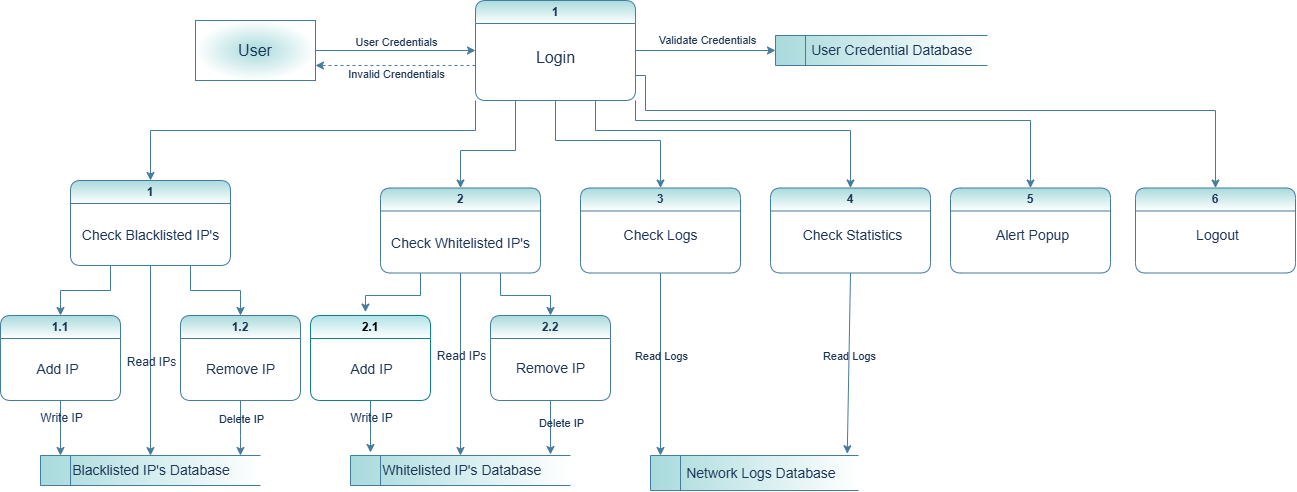 1
Login
User
User Credentials
Invalid Crendentials
Validate Credentials
User Credential Database
1
Check Blacklisted IP's
2
Check Whitelisted IP's
3
Check Logs
4
Check Statistics
5
Alert Popup
6
Logout
1.1
Add IP
Read IPs
1.2
Remove IP
2.1
Add IP
Read IPs
2.2
Remove IP
Read Logs
Read Logs
Write IP
Delete IP
Write IP
Delete IP
Blacklisted IP's Database
Whitelisted IP's Database
Network Logs Database